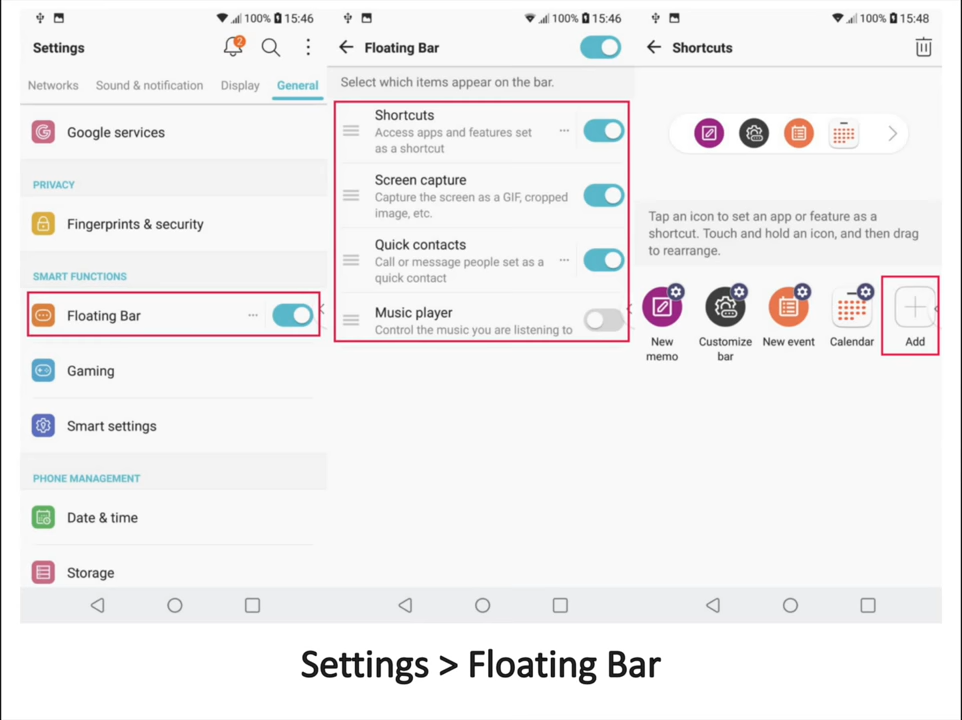 100% 15:46
Settings
2
Networks Sound & notification Display General
Google services
PRIVACY
Fingerprints & security
SMART FUNCTIONS
Floating Bar
Gaming
Smart settings
PHONE MANAGEMENT
Date & time
Storage
100% 15:46
Floating Bar
Select which items appear on the bar.
Shortcuts
Access apps and features set
as a shortcut
Screen capture
Capture the screen as a GIF, cropped
image, etc.
Quick contacts
Call or message people set as a
quick contact
Music player
Control the music you are listening to
100% 15:48
Shortcuts
Tap an icon to set an app or feature as a
shortcut. Touch and hold an icon, and then drag
to rearrange.
New
memo
Customize
bar
New event
Calendar
Add
Settings > Floating Bar